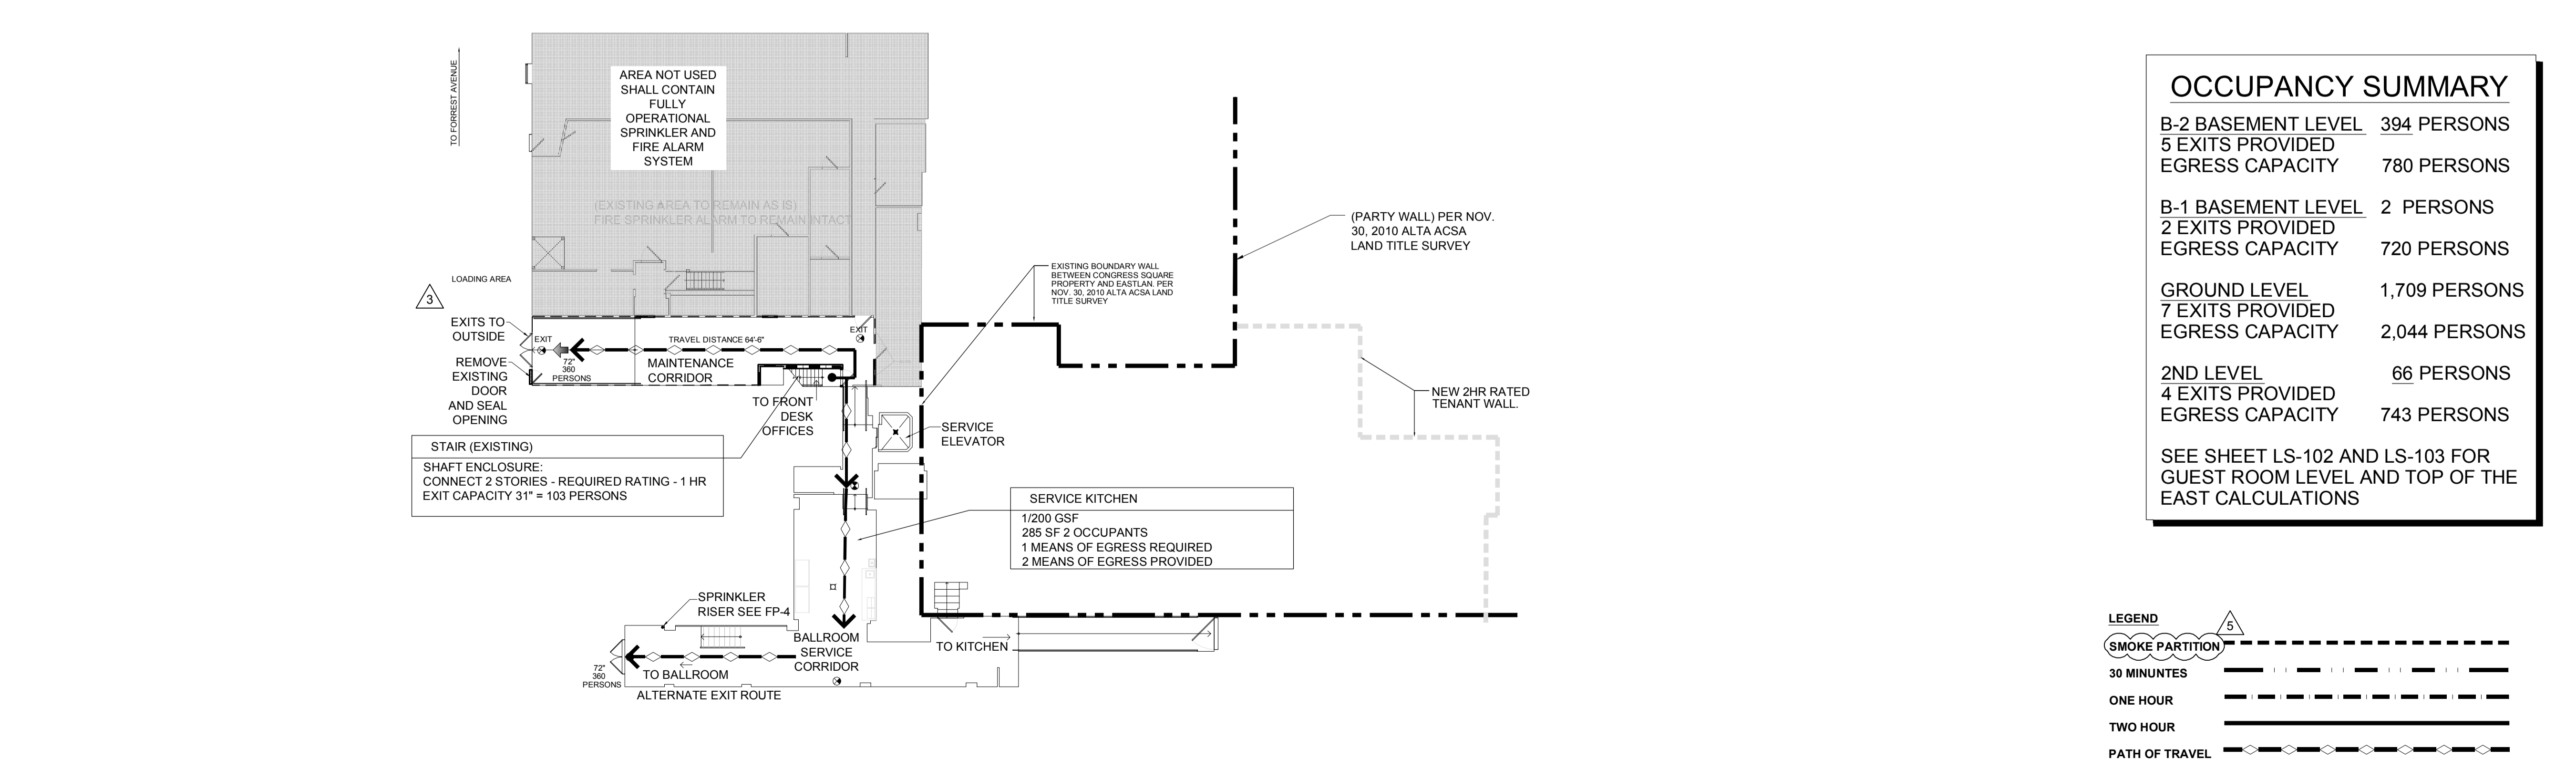 TO FORREST AVENUE
AREA NOT USED
SHALL CONTAIN
FULLY
OPERATIONAL
SPRINKLER AND
FIRE ALARM
SYSTEM
(EXISTING AREA TO REMAIN AS IS)
FIRE SPRINKLER ALARM TO REMAIN INTACT
LOADING AREA
3
EXITS TO
OUTSIDE
REMOVE
EXISTING
DOOR
AND SEAL
OPENING
EXIT
72"
360
PERSONS
TRAVEL DISTANCE 64'-6"
MAINTENANCE
CORRIDOR
EXIT
TO FRONT
DESK
OFFICES
STAIR (EXISTING)
SHAFT ENCLOSURE:
CONNECT 2 STORIES - REQUIRED RATING - 1 HR
EXIT CAPACITY 31" = 103 PERSONS
SERVICE
ELEVATOR
EXISTING BOUNDARY WALL
BETWEEN CONGRESS SQUARE
PROPERTY AND EASTLAN. PER
NOV. 30, 2010 ALTA ACSA LAND
TITLE SURVEY
(PARTY WALL) PER NOV.
30, 2010 ALTA ACSA
LAND TITLE SURVEY
NEW 2HR RATED
TENANT WALL.
SERVICE KITCHEN
1/200 GSF
285 SF 2 OCCUPANTS
1 MEANS OF EGRESS REQUIRED
2 MEANS OF EGRESS PROVIDED
SPRINKLER
RISER SEE FP-4
BALLROOM
SERVICE
CORRIDOR
TO KITCHEN
72"
360
PERSONS
TO BALLROOM
ALTERNATE EXIT ROUTE
OCCUPANCY SUMMARY
B-2 BASEMENT LEVEL 394 PERSONS
5 EXITS PROVIDED
EGRESS CAPACITY 780 PERSONS
B-1 BASEMENT LEVEL 2 PERSONS
2 EXITS PROVIDED
EGRESS CAPACITY 720 PERSONS
GROUND LEVEL 1,709 PERSONS
7 EXITS PROVIDED
EGRESS CAPACITY 2,044 PERSONS
2ND LEVEL 66 PERSONS
4 EXITS PROVIDED
EGRESS CAPACITY 743 PERSONS
SEE SHEET LS-102 AND LS-103 FOR
GUEST ROOM LEVEL AND TOP OF THE
EAST CALCULATIONS
LEGEND
5
SMOKE PARTITION
30 MINUNTES
ONE HOUR
TWO HOUR
PATH OF TRAVEL